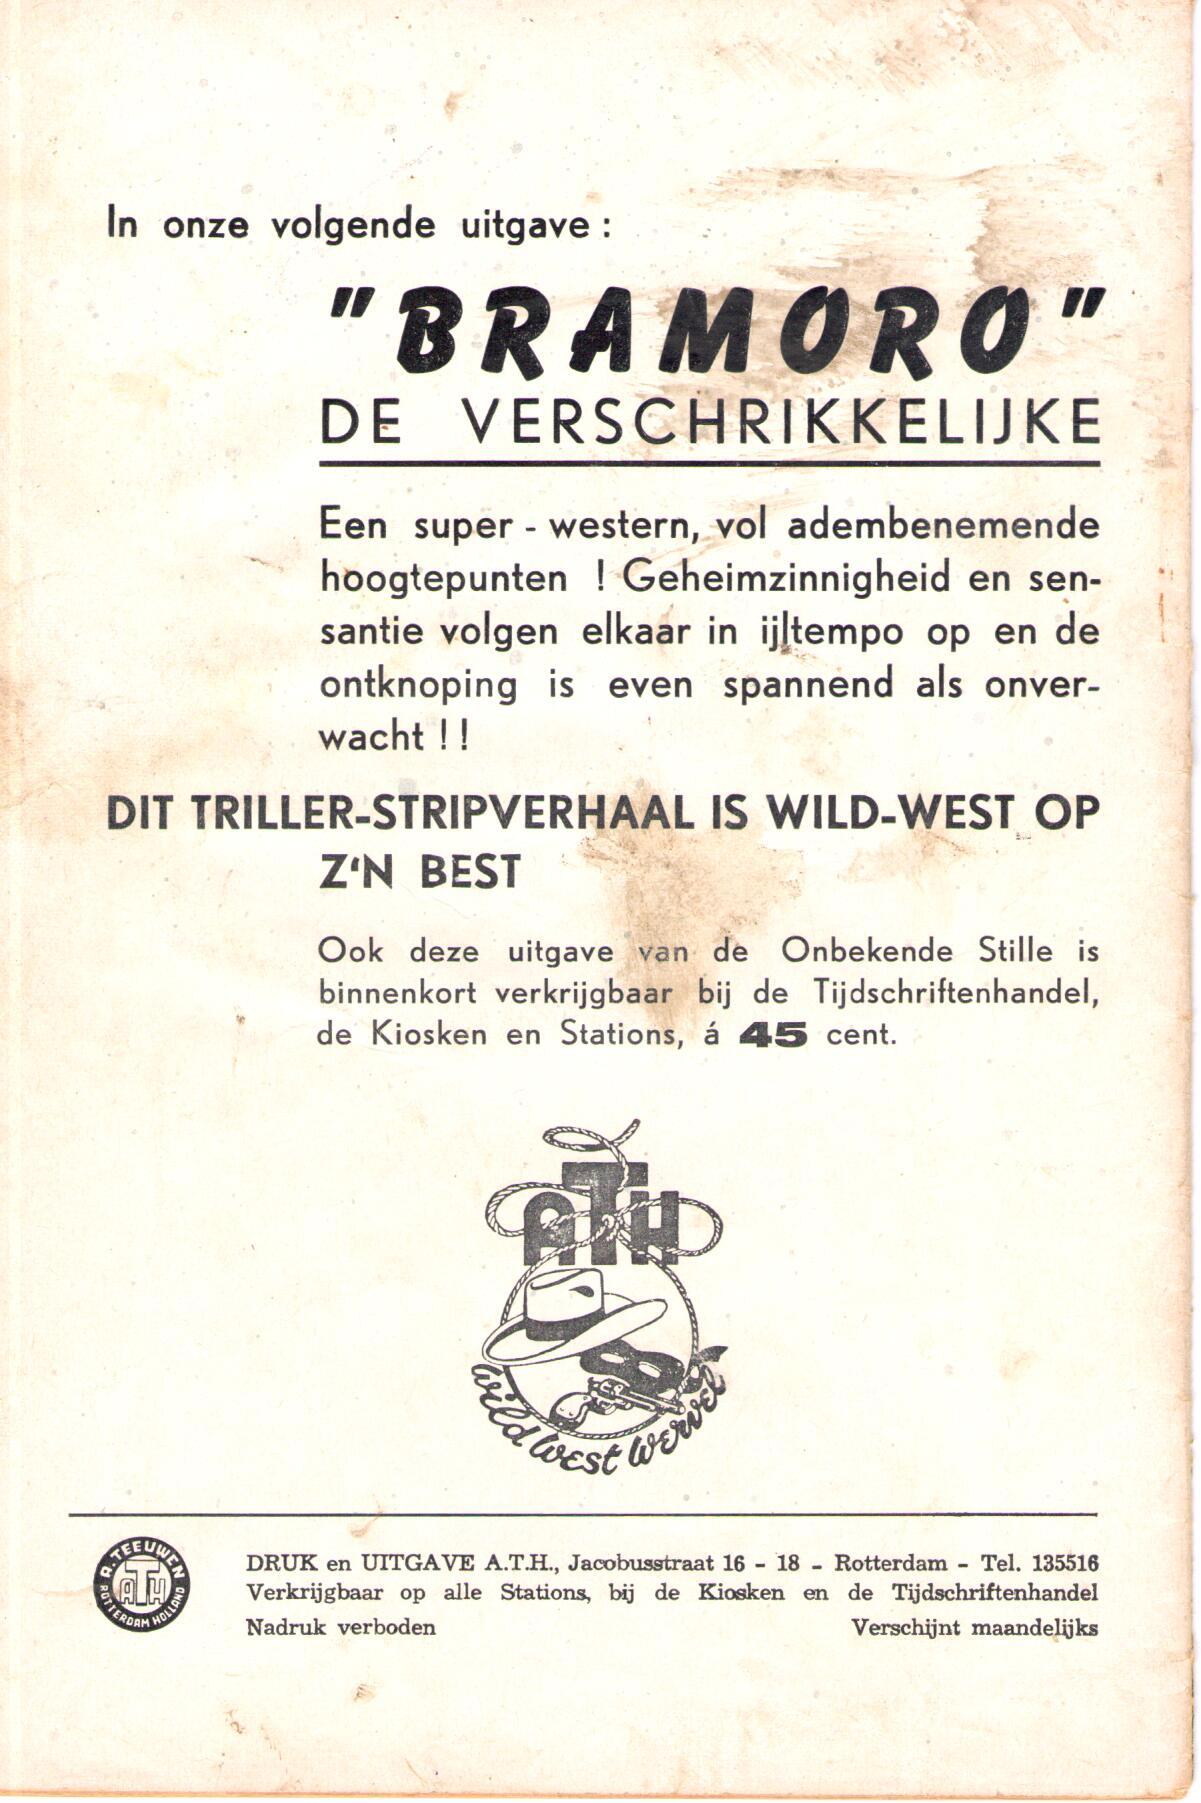 In onze volgende uitgave :
"BRAMORO"
DE VERSCHRIKKELIJKE
Een super - western, vol adembenemende
hoogtepunten ! Geheimzinnigheid en sen-
santie volgen elkaar in ijltempo op en de
ontknoping is even spannend als onver-
wacht ! !
DIT TRILLER-STRIPVERHAAL IS WILD-WEST OP
Z'N BEST
Ook deze uitgave van de Onbekende Stille is
binnenkort verkrijgbaar bij de Tijdschriftenhandel,
de Kiosken en Stations, á 45 cent.
ATH
wild west wervel
A. TEEUWEN
ATH
ROTTERDAM HOLLAND
DRUK en UITGAVE A.T.H., Jacobusstraat 16 - 18 - Rotterdam - Tel. 135516
Verkrijgbaar op alle Stations, bij de Kiosken en de Tijdschriftenhandel
Nadruk verboden Verschijnt maandelijks